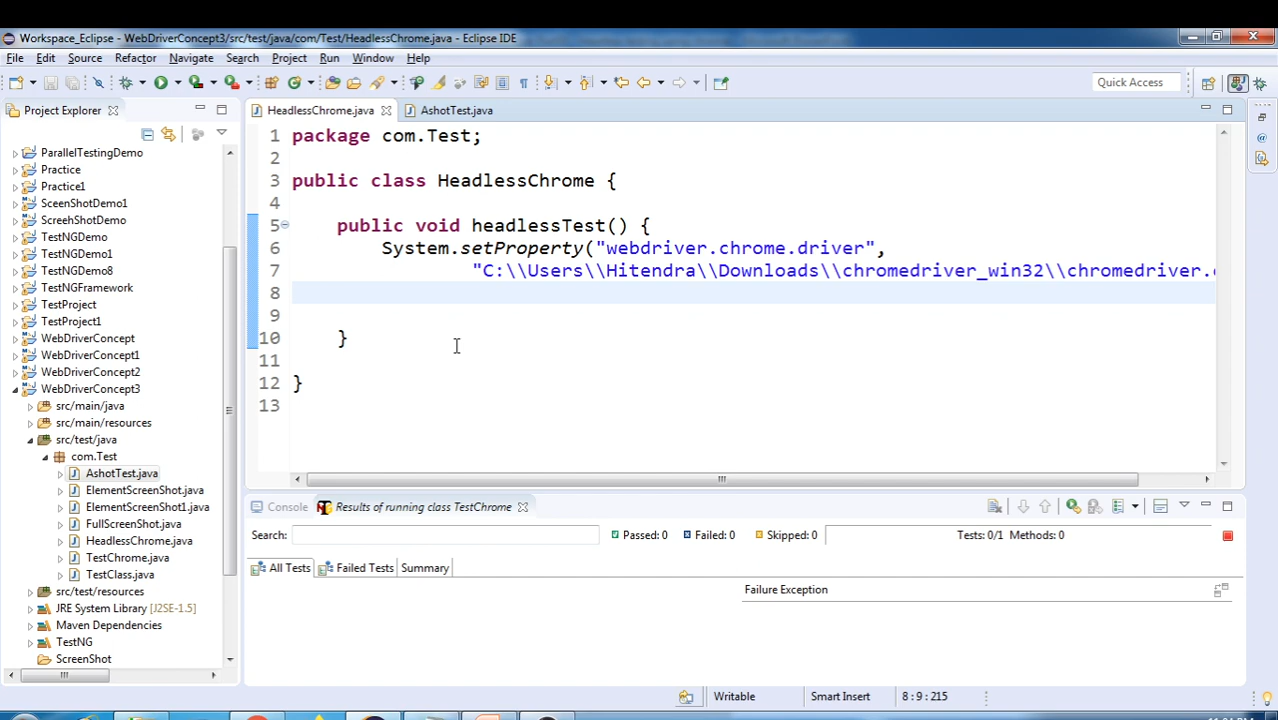 Workspace_Eclipse - WebDriverConcept3/src/test/java/com/Test/HeadlessChrome.java - Eclipse IDE
File Edit Source Refactor Navigate Search Project Run Window Help
Quick Access
Project Explorer
HeadlessChrome.java
AshotTest.java
ParallelTestingDemo
Practice
Practice1
SceenShotDemo1
ScreehShotDemo
TestNGDemo
TestNGDemo1
TestNGDemo8
TestNGFramework
TestProject
TestProject1
WebDriverConcept
WebDriverConcept1
WebDriverConcept2
WebDriverConcept3
src/main/java
src/main/resources
src/test/java
com.Test
AshotTest.java
ElementScreenShot.java
ElementScreenShot1.java
FullScreenShot.java
HeadlessChrome.java
TestChrome.java
TestClass.java
src/test/resources
JRE System Library [J2SE-1.5]
Maven Dependencies
TestNG
ScreenShot
1 package com.Test;
2
3 public class HeadlessChrome {
4
5 public void headlessTest() {
6 System.setProperty("webdriver.chrome.driver",
7 "C:\\Users\\Hitendra\\Downloads\\chromedriver_win32\\chromedriver.
8
9
10 }
11
12 }
13
Console
Results of running class TestChrome
Search:
Passed: 0
Failed: 0
Skipped: 0
Tests: 0/1 Methods: 0
All Tests
Failed Tests
Summary
Failure Exception
Writable
Smart Insert
8 : 9 : 215